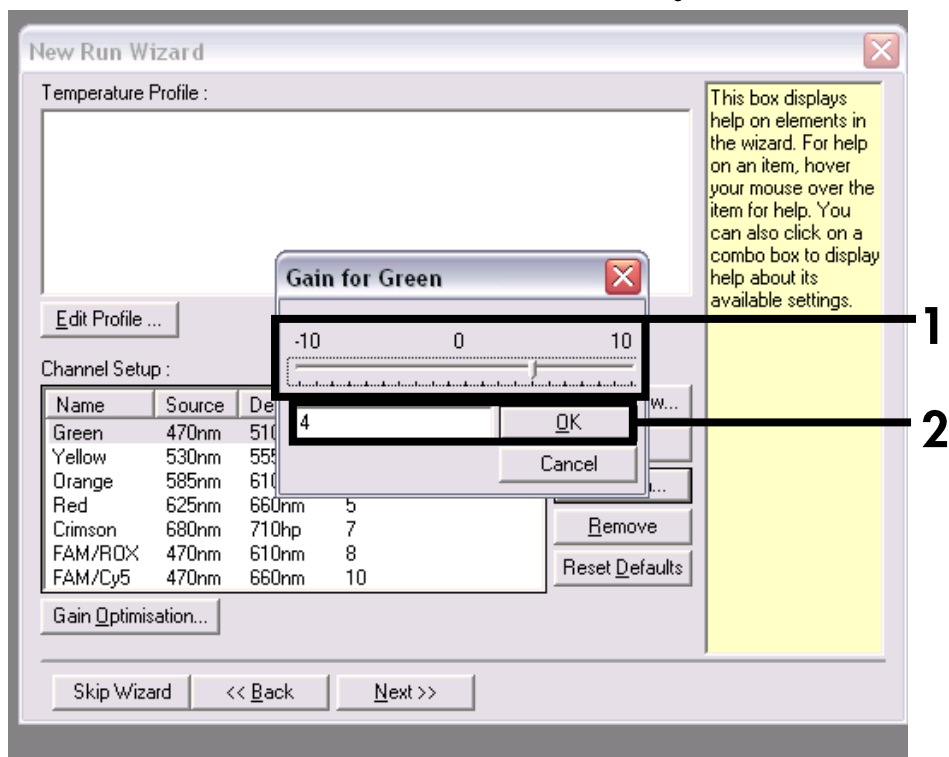 New Run Wizard
Temperature Profile :
This box displays
help on elements in
the wizard. For help
on an item, hover
your mouse over the
item for help. You
can also click on a
combo box to display
help about its
available settings.
Edit Profile ...
Gain for Green
-10 0 10
1
4 OK
2
Cancel
Channel Setup :
Name Source
Green 470nm
Yellow 530nm
Orange 585nm
Red 625nm 660nm 5
Crimson 680nm 710hp 7
FAM/ROX 470nm 610nm 8
FAM/Cy5 470nm 660nm 10
Remove
Reset Defaults
Gain Optimisation...
Skip Wizard << Back Next >>